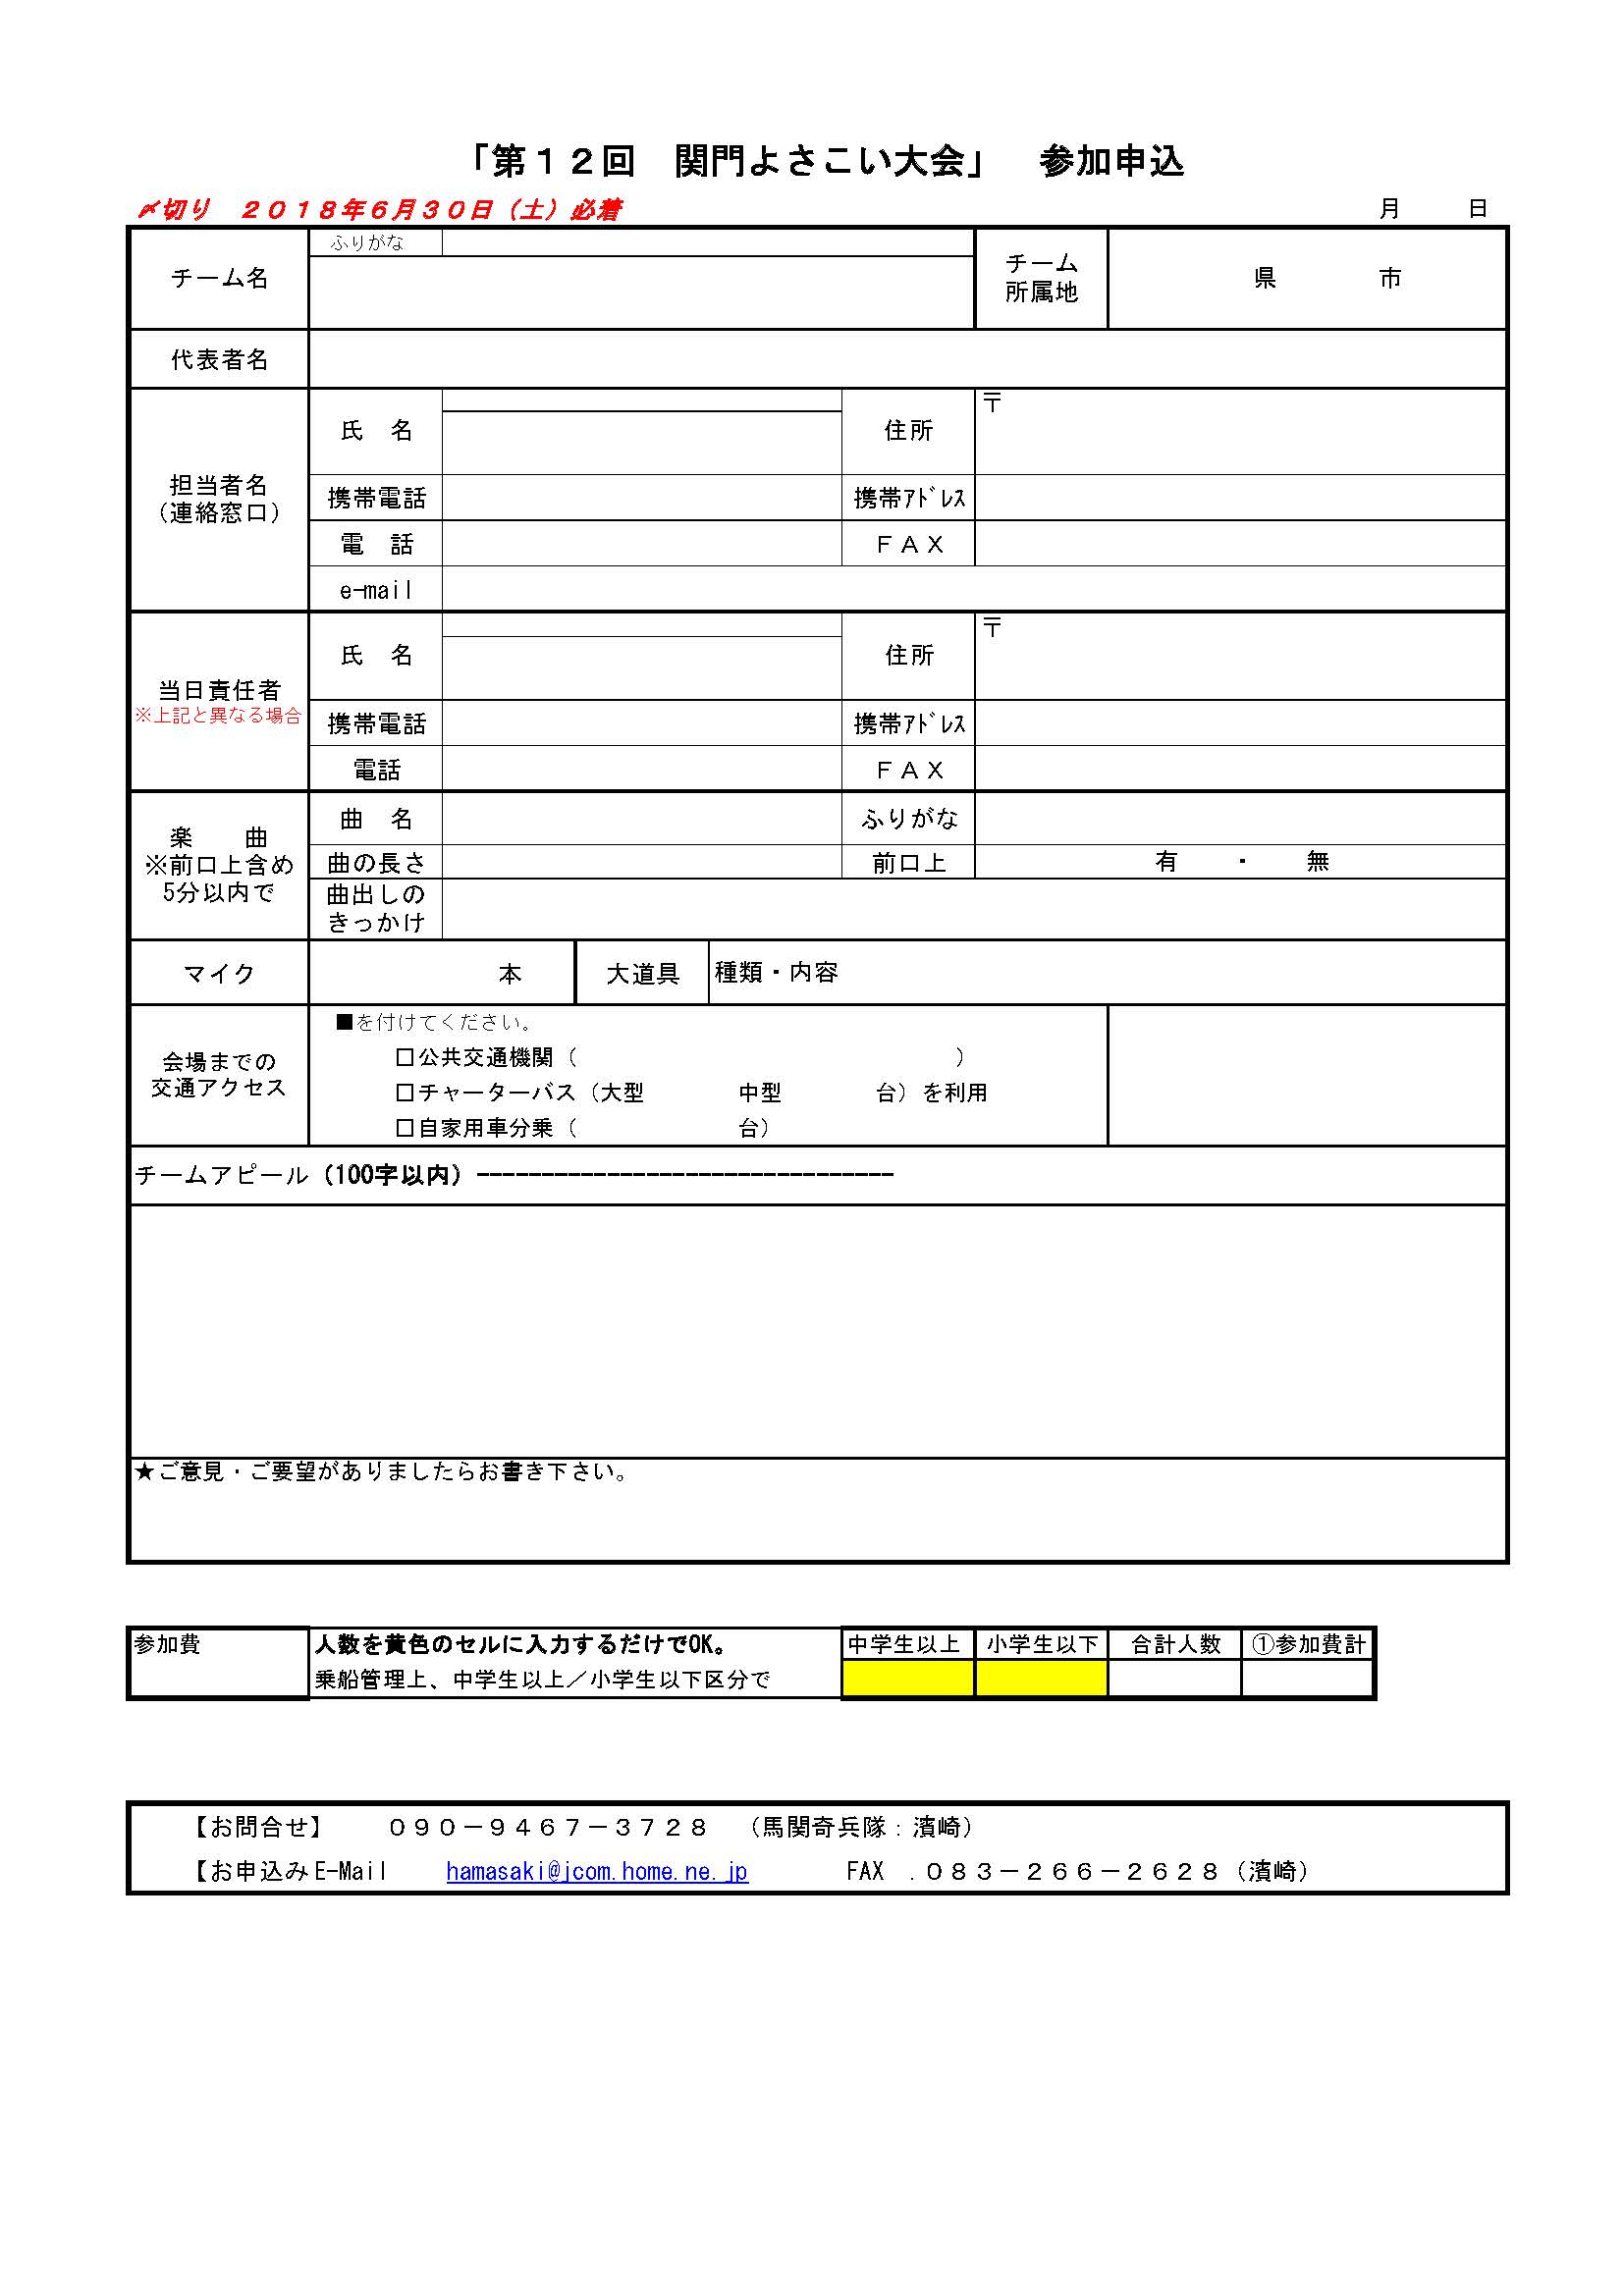 「第１２回　関門よさこい大会」　参加申込
〆切り　２０１８年６月３０日（土）必着　　月　　日
チーム名　ふりがな　チーム
所属地　県　　市
代表者名
担当者名
（連絡窓口）
氏　名　住所　〒
携帯電話　携帯ｱﾄﾞﾚｽ
電　話　ＦＡＸ
e-mail
当日責任者
※上記と異なる場合
氏　名　住所　〒
携帯電話　携帯ｱﾄﾞﾚｽ
電話　ＦＡＸ
楽　　曲
※前口上含め
5分以内で
曲　名　ふりがな
曲の長さ　前口上　有　・　無
曲出しの
きっかけ
マイク　本　大道具　種類・内容
会場までの
交通アクセス
■を付けてください。
□公共交通機関（　　　　）
□チャーターバス（大型　　中型　　台）を利用
□自家用車分乗（　　　台）
チームアピール（100字以内）--------------------------------
★ご意見・ご要望がありましたらお書き下さい。
参加費　人数を黄色のセルに入力するだけでOK。　中学生以上　小学生以下　合計人数　①参加費計
乗船管理上、中学生以上／小学生以下区分で
【お問合せ】　０９０－９４６７－３７２８　（馬関奇兵隊：濱崎）
【お申込みE-Mail　hamasaki@jcom.home.ne.jp　FAX　.０８３－２６６－２６２８（濱崎）